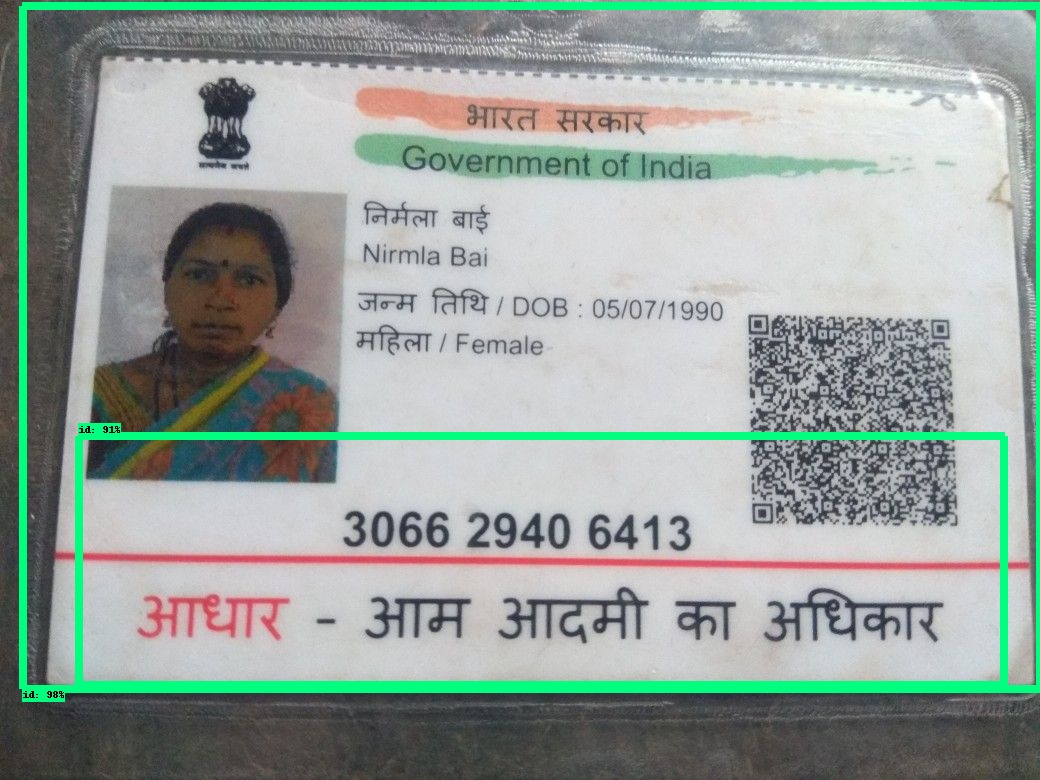 सत्यमेव जयते
भारत सरकार
Government of India
निर्मला बाई
Nirmla Bai
जन्म तिथि / DOB : 05/07/1990
महिला / Female
id: 91%
3066 2940 6413
आधार - आम आदमी का अधिकार
id: 98%